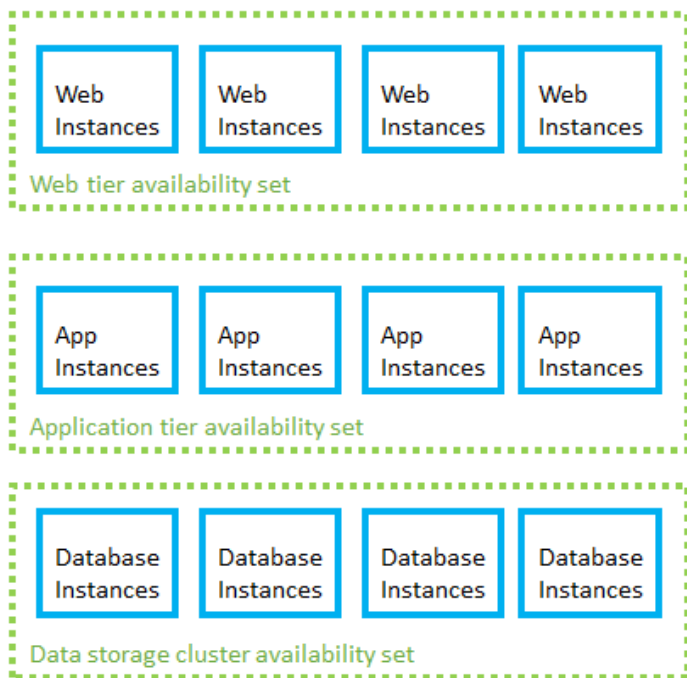 Web Instances
Web Instances
Web Instances
Web Instances
Web tier availability set
App Instances
App Instances
App Instances
App Instances
Application tier availability set
Database Instances
Database Instances
Database Instances
Database Instances
Data storage cluster availability set